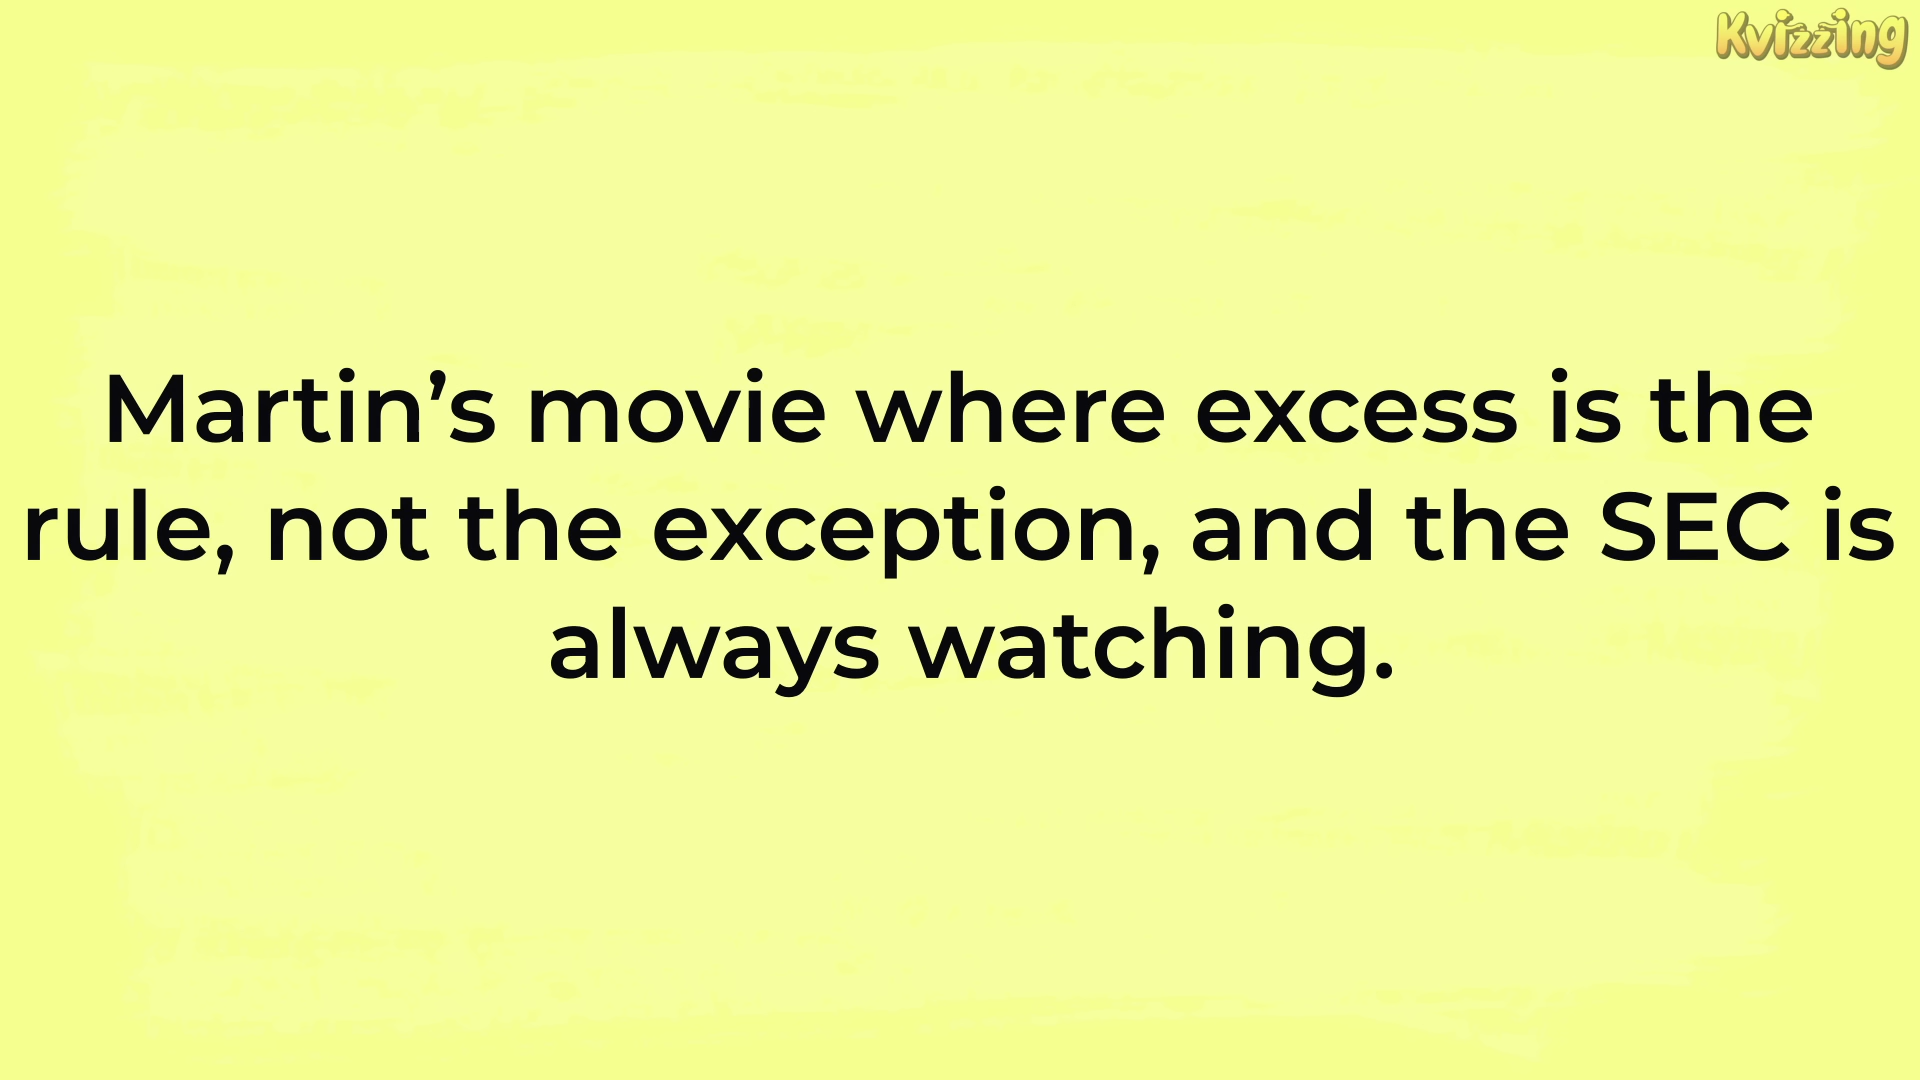 Kvizzing
Martin’s movie where excess is the
rule, not the exception, and the SEC is
always watching.